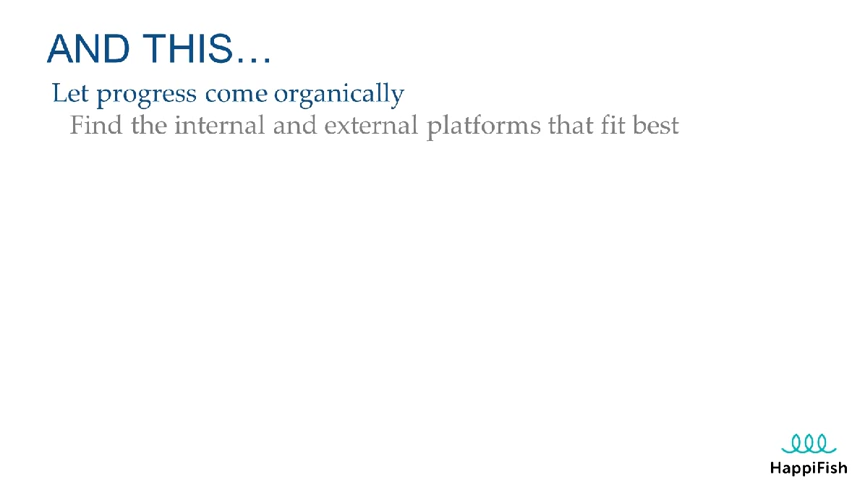 AND THIS…
Let progress come organically
Find the internal and external platforms that fit best
HappiFish